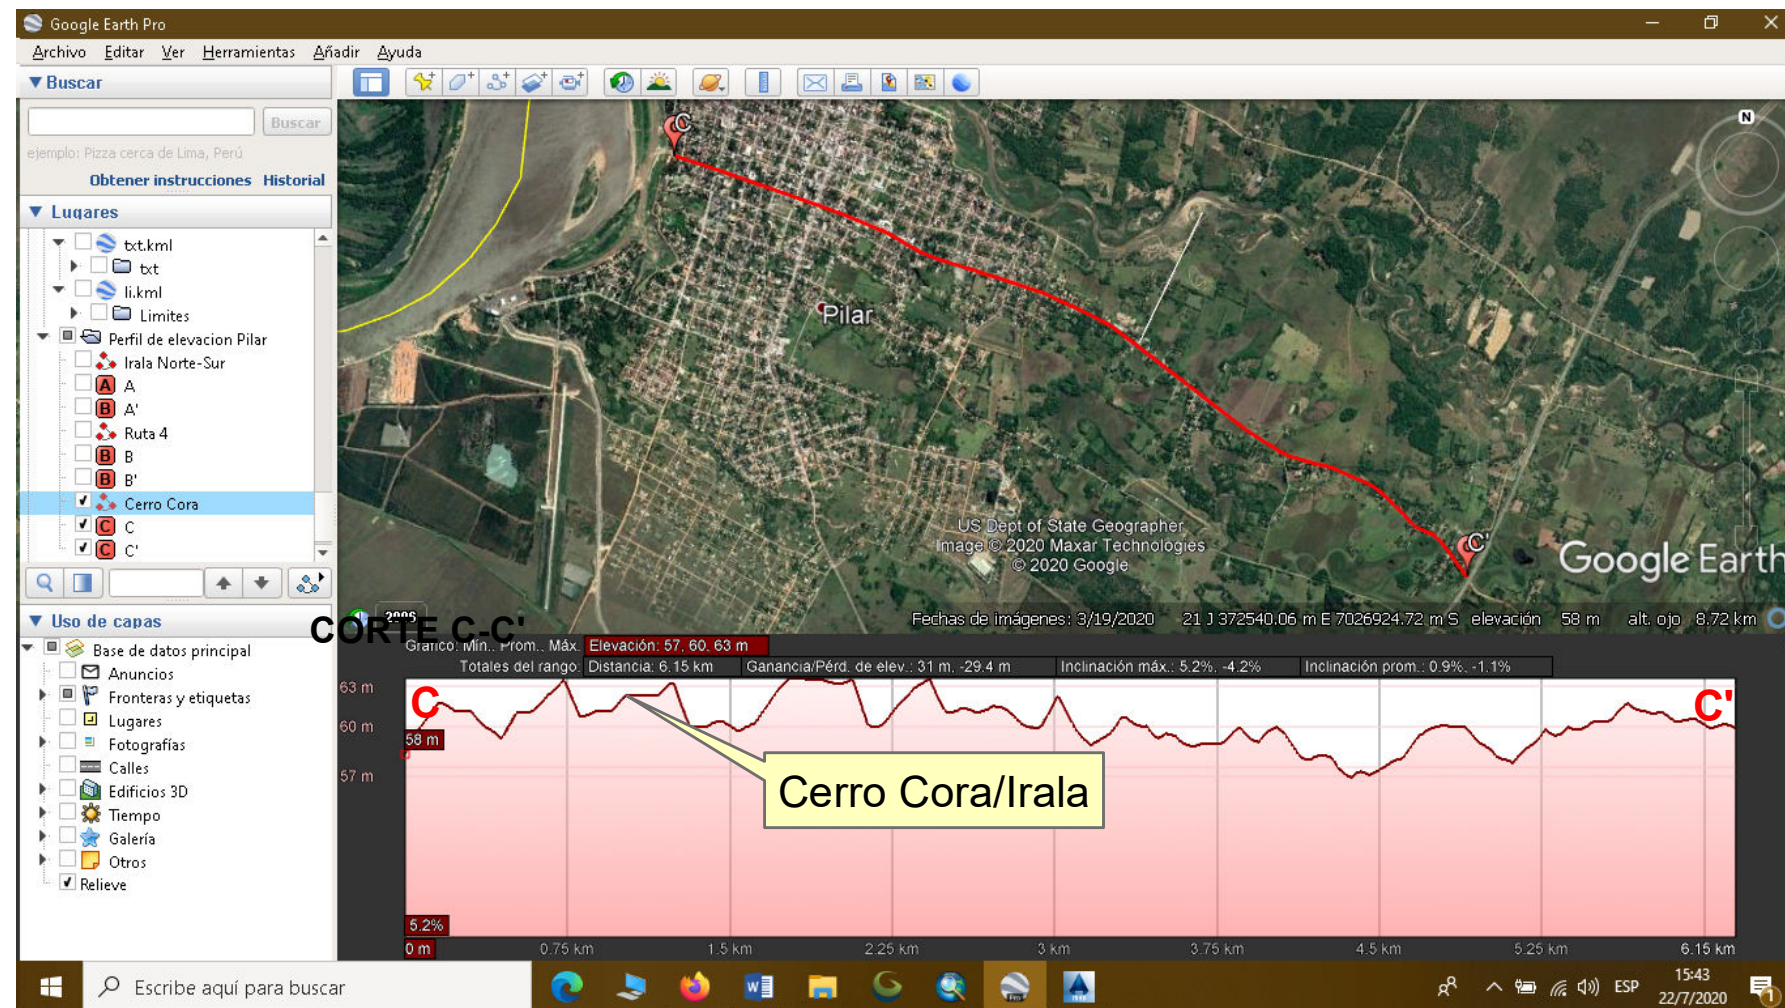 Google Earth Pro
Archivo Editar Ver Herramientas Añadir Ayuda
Buscar
Buscar
ejemplo: Pizza cerca de Lima, Perú
Obtener instrucciones Historial
Lugares
txt.kml
txt
li.kml
Limites
Perfil de elevacion Pilar
Irala Norte-Sur
A A
B A'
Ruta 4
B B
B B'
Cerro Cora
C C
C C'
Uso de capas
Base de datos principal
Anuncios
Fronteras y etiquetas
Lugares
Fotografías
Calles
Edificios 3D
Tiempo
Galería
Otros
Relieve
N
C
Pilar
C'
US Dept of State Geographer
Image © 2020 Maxar Technologies
© 2020 Google
Google Earth
2006
Fechas de imágenes: 3/19/2020 21 J 372540.06 m E 7026924.72 m S elevación 58 m alt. ojo 8.72 km
CORTE C-C'
Gráfico: Mín., Prom., Máx. Elevación: 57, 60, 63 m
Totales del rango: Distancia: 6.15 km Ganancia/Pérd. de elev.: 31 m, -29.4 m Inclinación máx.: 5.2%, -4.2% Inclinación prom.: 0.9%, -1.1%
63 m
C C'
60 m
58 m
57 m
Cerro Cora/Irala
5.2%
0 m 0.75 km 1.5 km 2.25 km 3 km 3.75 km 4.5 km 5.25 km 6.15 km
Escribe aquí para buscar
ESP
15:43
22/7/2020